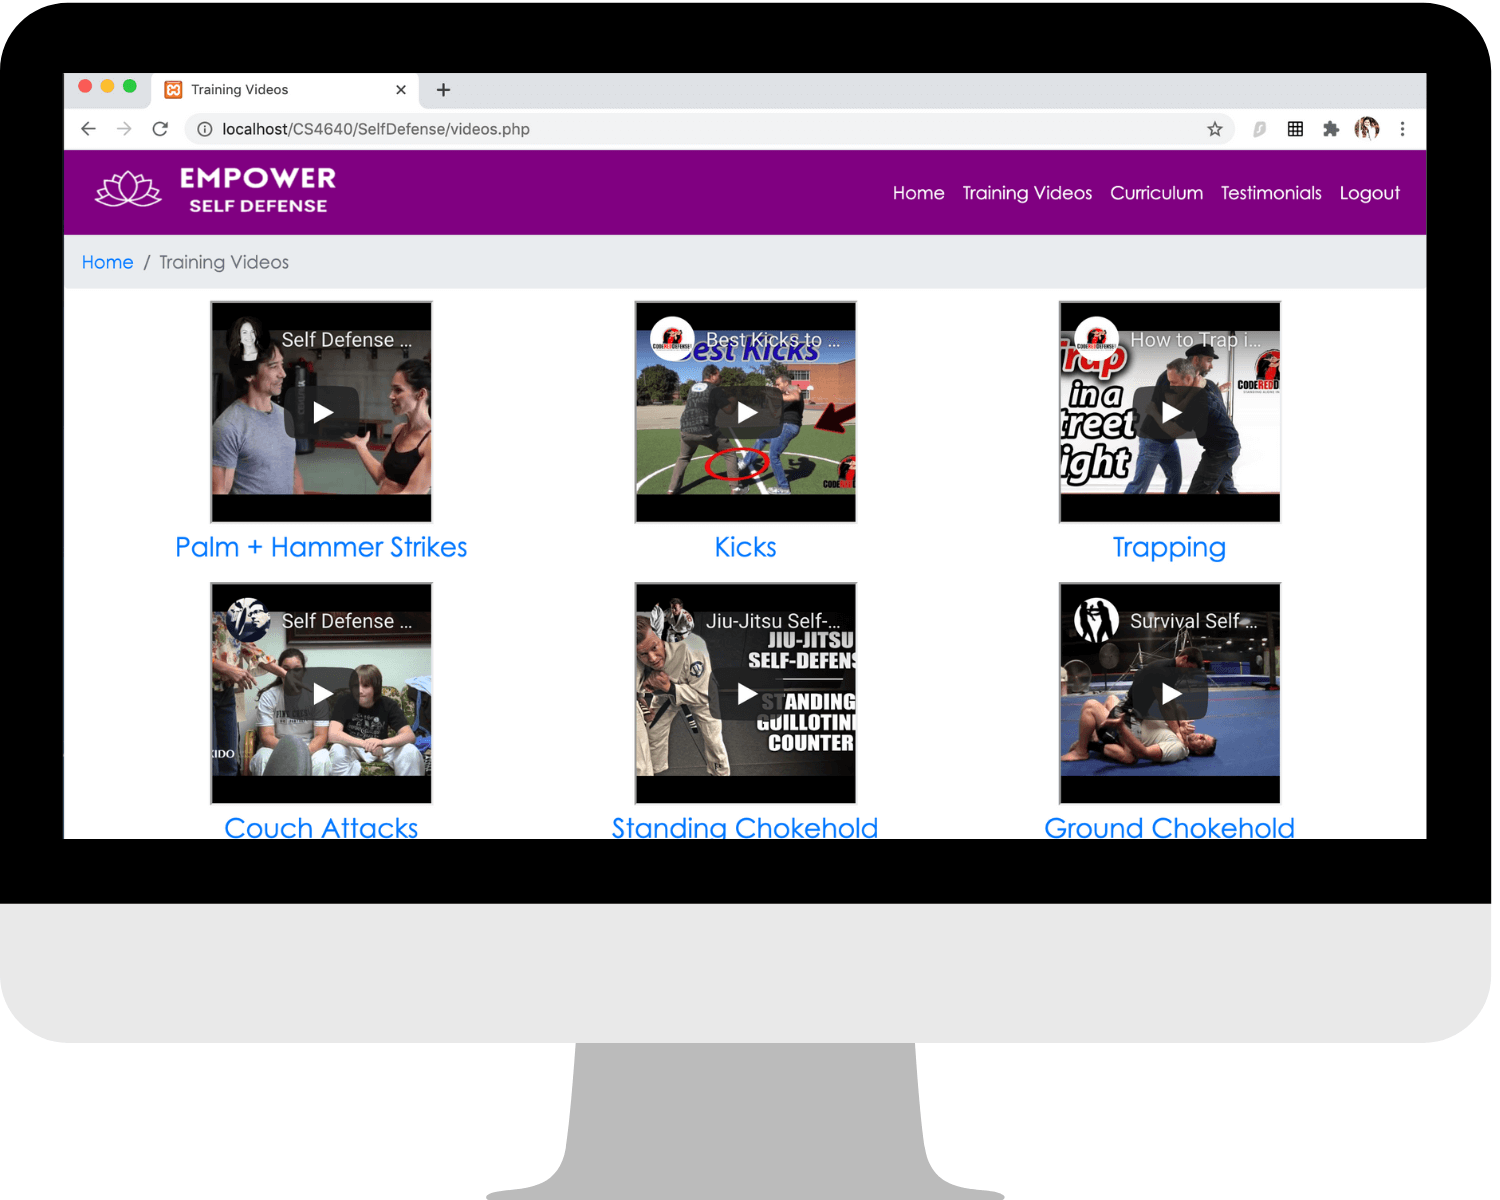 Training Videos
localhost/CS4640/SelfDefense/videos.php
EMPOWER
SELF DEFENSE
Home Training Videos Curriculum Testimonials Logout
Home / Training Videos
Self Defense ...
Best Kicks to ...
est Kicks
CODE RED
How to Trap i...
Trap
in a
treet
ight
CODERED
Palm + Hammer Strikes
Kicks
Trapping
Self Defense ...
KIDO
Jiu-Jitsu Self-...
JIU-JITSU
SELF-DEFENS
STANDING
GUILLOTIN
COUNTER
Survival Self-...
Couch Attacks
Standing Chokehold
Ground Chokehold